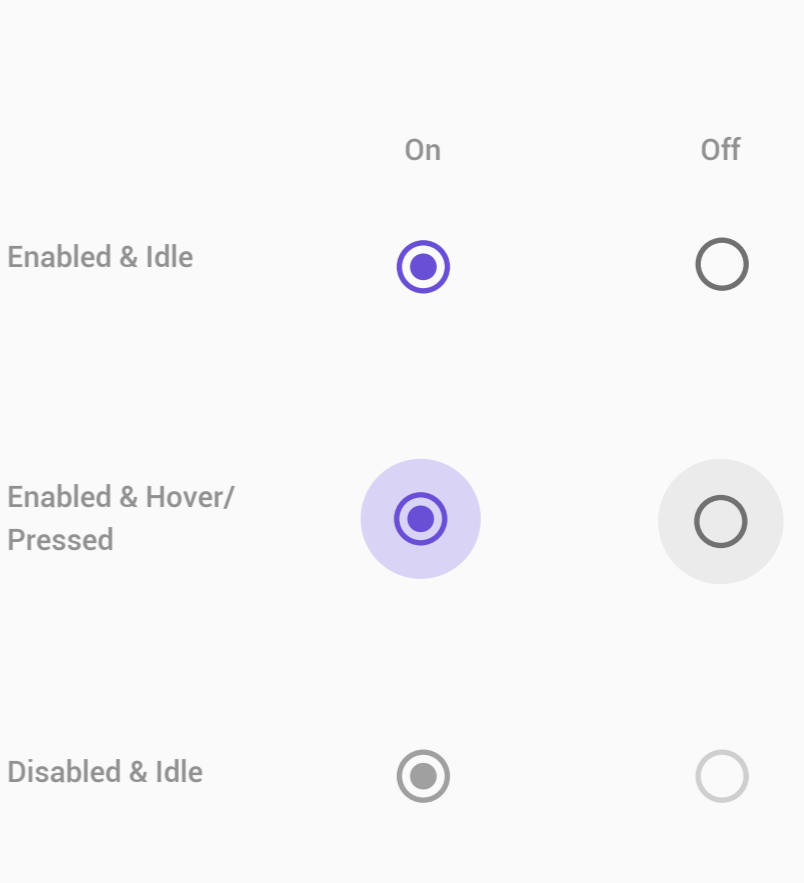 On Off
Enabled & Idle
Enabled & Hover/
Pressed
Disabled & Idle